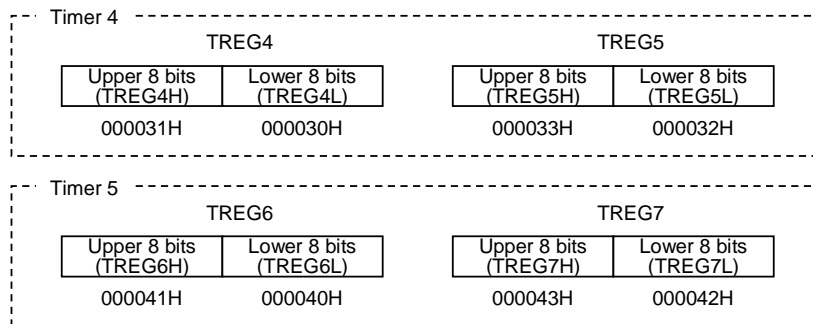 Timer 4
TREG4 TREG5
Upper 8 bits Lower 8 bits Upper 8 bits Lower 8 bits
(TREG4H) (TREG4L) (TREG5H) (TREG5L)
000031H 000030H 000033H 000032H
Timer 5
TREG6 TREG7
Upper 8 bits Lower 8 bits Upper 8 bits Lower 8 bits
(TREG6H) (TREG6L) (TREG7H) (TREG7L)
000041H 000040H 000043H 000042H